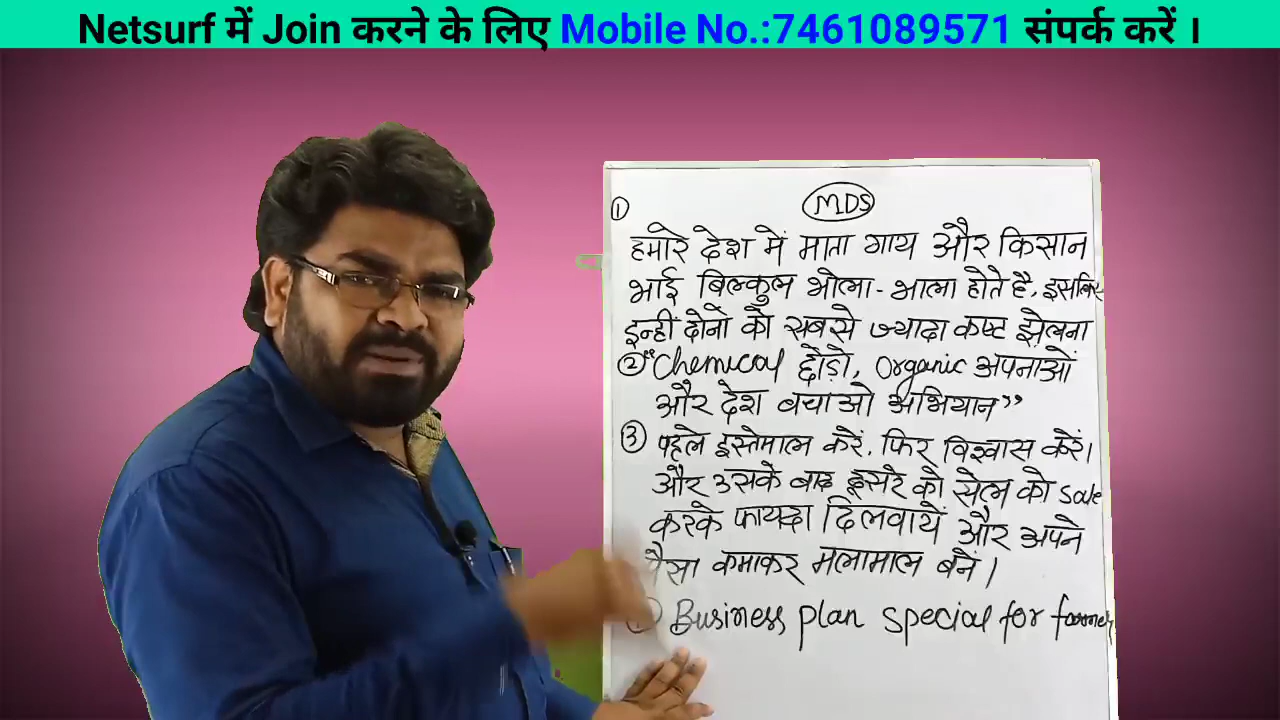 Netsurf में Join करने के लिए Mobile No.:7461089571 संपर्क करें ।
MDS
① हमारे देश में माता गाय और किसान
भाई बिल्कुल भोला-भाला होते है, इसलिए
इन्हीं दोनों को सबसे ज्यादा कष्ट झेलना
② "Chemical छोड़ो, Organic अपनाओं
और देश बचाओ अभियान"
③ पहले इस्तेमाल करें, फिर विश्वास करें।
और उसके बाद दूसरे को सेल्म को sale
करके फायदा दिलवायें और अपने
पैसा कमाकर मलामाल बनें।
Business plan special for farmer